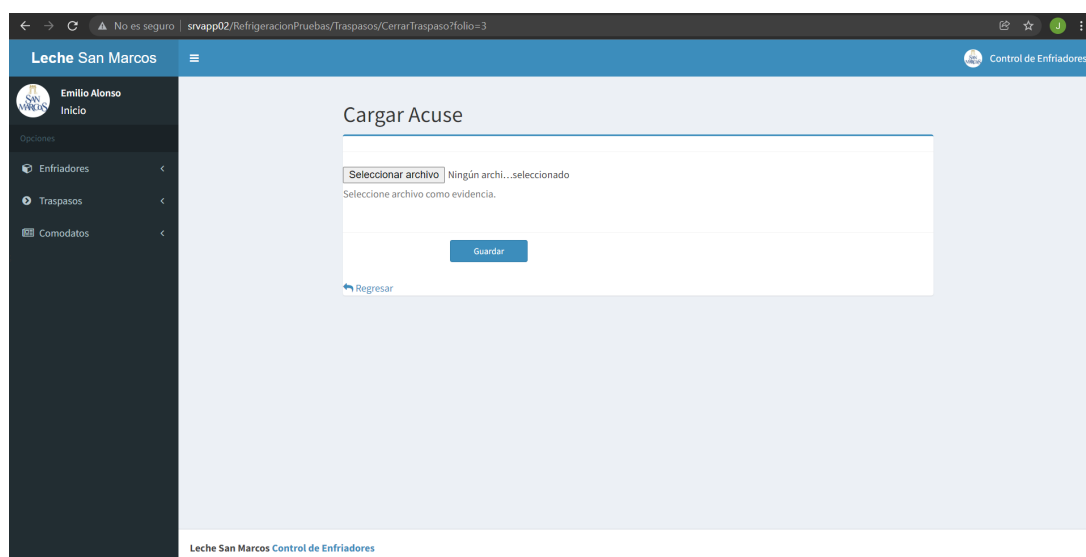 No es seguro srvapp02/RefrigeracionPruebas/Traspasos/CerrarTraspaso?folio=3
J
Leche San Marcos
Control de Enfriadores
Emilio Alonso
Inicio
SAN MARCOS
Opciones
Enfriadores
Traspasos
Comodatos
Cargar Acuse
Seleccionar archivo Ningún archi...seleccionado
Seleccione archivo como evidencia.
Guardar
Regresar
Leche San Marcos Control de Enfriadores